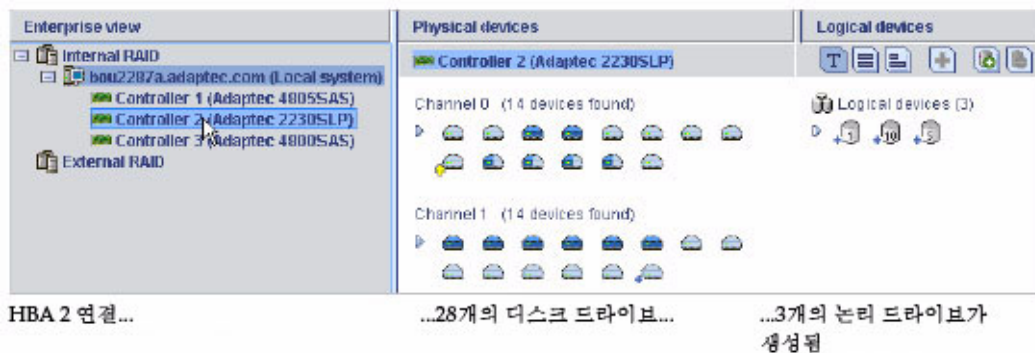 Enterprise view
Internal RAID
bou2287a.adaptec.com (Local system)
Controller 1 (Adaptec 4805SAS)
Controller 2 (Adaptec 2230SLP)
Controller 3 (Adaptec 4800SAS)
External RAID
Physical devices
Controller 2 (Adaptec 2230SLP)
Channel 0 (14 devices found)
Channel 1 (14 devices found)
Logical devices
T
Logical devices (3)
1
10
5
HBA 2 연결...
...28개의 디스크 드라이브...
...3개의 논리 드라이브가
생성됨